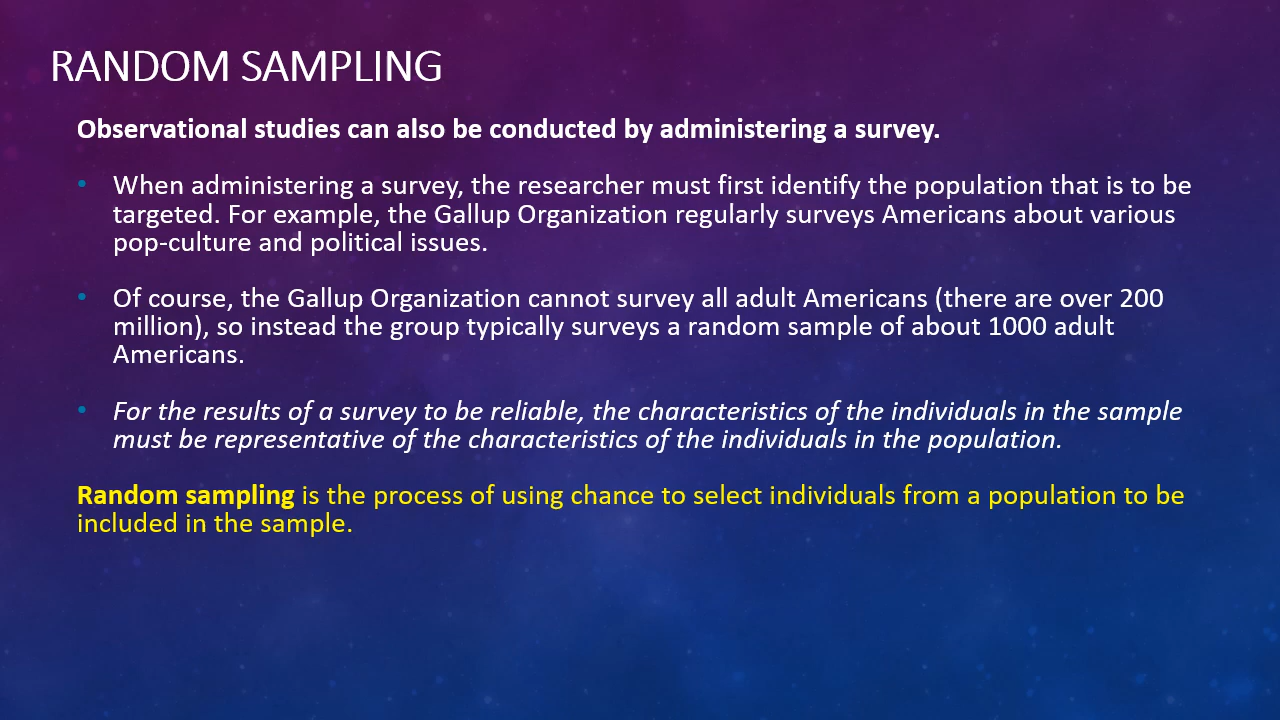 RANDOM SAMPLING
Observational studies can also be conducted by administering a survey.
• When administering a survey, the researcher must first identify the population that is to be
targeted. For example, the Gallup Organization regularly surveys Americans about various
pop-culture and political issues.
• Of course, the Gallup Organization cannot survey all adult Americans (there are over 200
million), so instead the group typically surveys a random sample of about 1000 adult
Americans.
• For the results of a survey to be reliable, the characteristics of the individuals in the sample
must be representative of the characteristics of the individuals in the population.
Random sampling is the process of using chance to select individuals from a population to be
included in the sample.